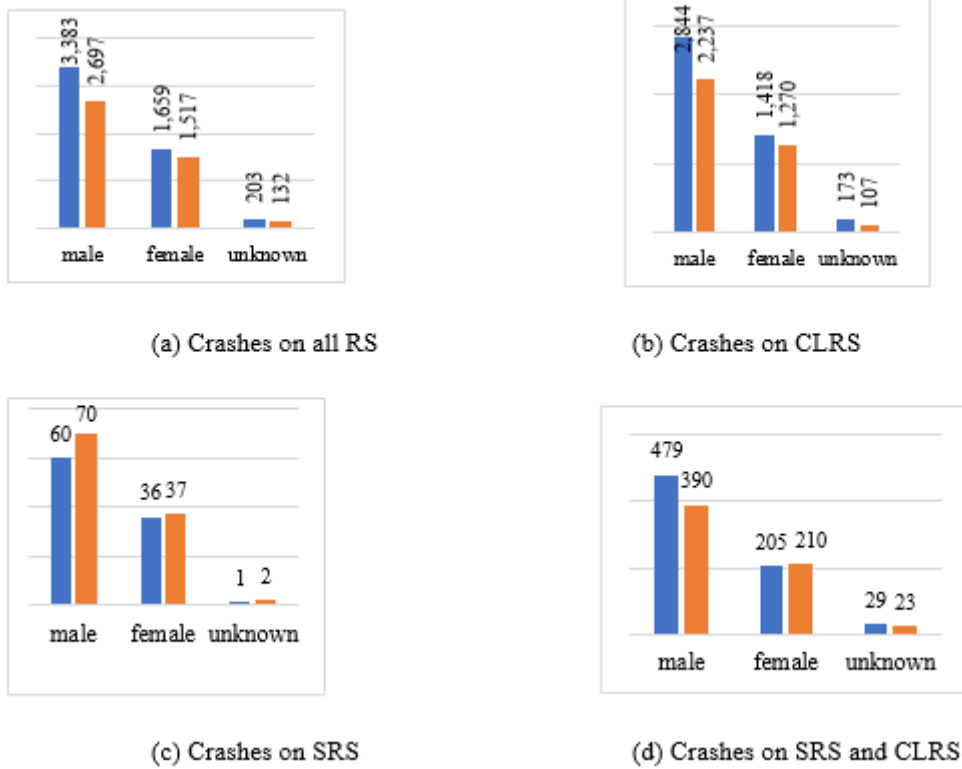 3,383 2,697 1,659 1,517 203 132
male female unknown
(a) Crashes on all RS
2,844 2,237 1,418 1,270 173 107
male female unknown
(b) Crashes on CLRS
60 70 36 37 1 2
male female unknown
(c) Crashes on SRS
479 390 205 210 29 23
male female unknown
(d) Crashes on SRS and CLRS